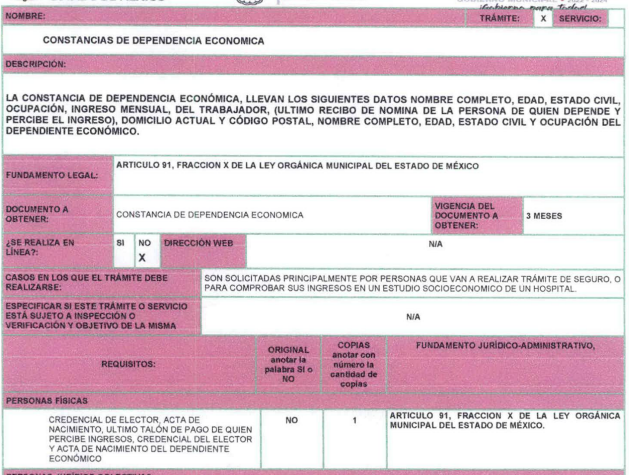 Gobierno para Todos
NOMBRE: TRÁMITE: X SERVICIO:
CONSTANCIAS DE DEPENDENCIA ECONOMICA
DESCRIPCIÓN:
LA CONSTANCIA DE DEPENDENCIA ECONÓMICA, LLEVAN LOS SIGUIENTES DATOS NOMBRE COMPLETO, EDAD, ESTADO CIVIL,
OCUPACIÓN, INGRESO MENSUAL, DEL TRABAJADOR, (ULTIMO RECIBO DE NOMINA DE LA PERSONA DE QUIEN DEPENDE Y
PERCIBE EL INGRESO), DOMICILIO ACTUAL Y CÓDIGO POSTAL, NOMBRE COMPLETO, EDAD, ESTADO CIVIL Y OCUPACIÓN DEL
DEPENDIENTE ECONÓMICO.
FUNDAMENTO LEGAL:
ARTICULO 91, FRACCION X DE LA LEY ORGÁNICA MUNICIPAL DEL ESTADO DE MÉXICO
DOCUMENTO A
OBTENER:
CONSTANCIA DE DEPENDENCIA ECONOMICA
VIGENCIA DEL
DOCUMENTO A
OBTENER:
3 MESES
¿SE REALIZA EN
LÍNEA?:
SI NO
X
DIRECCIÓN WEB
N/A
CASOS EN LOS QUE EL TRÁMITE DEBE
REALIZARSE:
SON SOLICITADAS PRINCIPALMENTE POR PERSONAS QUE VAN A REALIZAR TRÁMITE DE SEGURO, O
PARA COMPROBAR SUS INGRESOS EN UN ESTUDIO SOCIOECONOMICO DE UN HOSPITAL.
ESPECIFICAR SI ESTE TRÁMITE O SERVICIO
ESTÁ SUJETO A INSPECCIÓN O
VERIFICACIÓN Y OBJETIVO DE LA MISMA
N/A
REQUISITOS:
ORIGINAL
anotar la
palabra SI o
NO
COPIAS
anotar con
número la
cantidad de
copias
FUNDAMENTO JURÍDICO-ADMINISTRATIVO,
PERSONAS FÍSICAS
CREDENCIAL DE ELECTOR, ACTA DE
NACIMIENTO, ULTIMO TALÓN DE PAGO DE QUIEN
PERCIBE INGRESOS, CREDENCIAL DEL ELECTOR
Y ACTA DE NACIMIENTO DEL DEPENDIENTE
ECONÓMICO
NO
1
ARTICULO 91, FRACCION X DE LA LEY ORGÁNICA
MUNICIPAL DEL ESTADO DE MÉXICO.